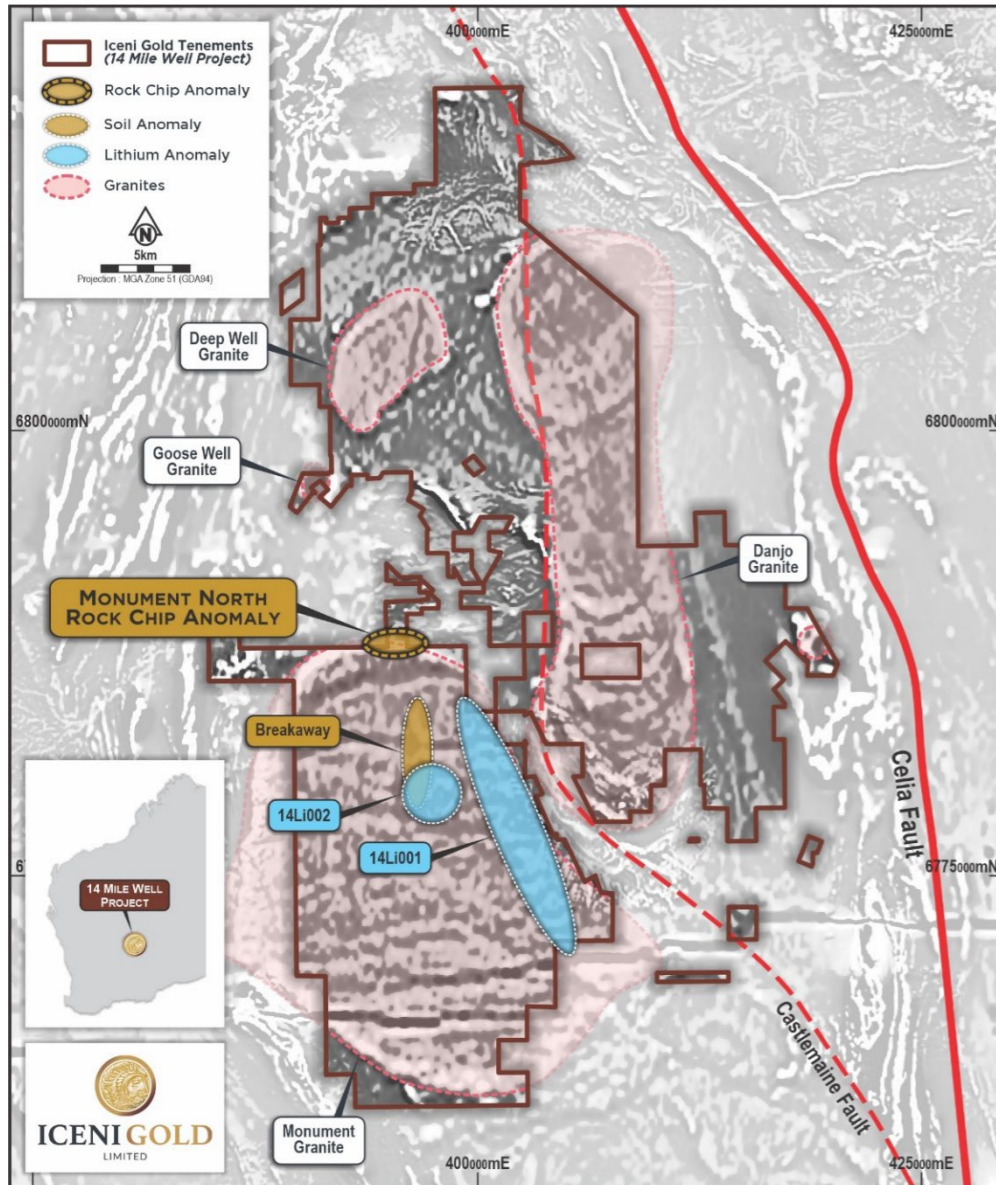 400000mE
425000mE
Iceni Gold Tenements
(14 Mile Well Project)
Rock Chip Anomaly
Soil Anomaly
Lithium Anomaly
Granites
N
5km
Projection : MGA Zone 51 (GDA94)
Deep Well
Granite
6800000mN
6800000mN
Goose Well
Granite
Danjo
Granite
MONUMENT NORTH
ROCK CHIP ANOMALY
Breakaway
14Li002
14Li001
Celia Fault
67
6775000mN
14 MILE WELL
PROJECT
Castlemaine Fault
ICENI GOLD
LIMITED
Monument
Granite
400000mE
425000mE